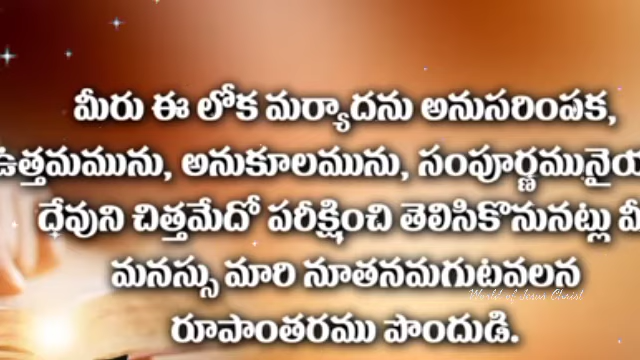 మీరు ఈ లోక మర్యాదను అనుసరింపక,
ఉత్తమమును, అనుకూలమును, సంపూర్ణమునైయ
దేవుని చిత్తమేదో పరీక్షించి తెలిసికొనునట్లు మీ
మనస్సు మారి నూతనమగుటవలన
World of Jesus Chaist
రూపాంతరము పొందుడి.